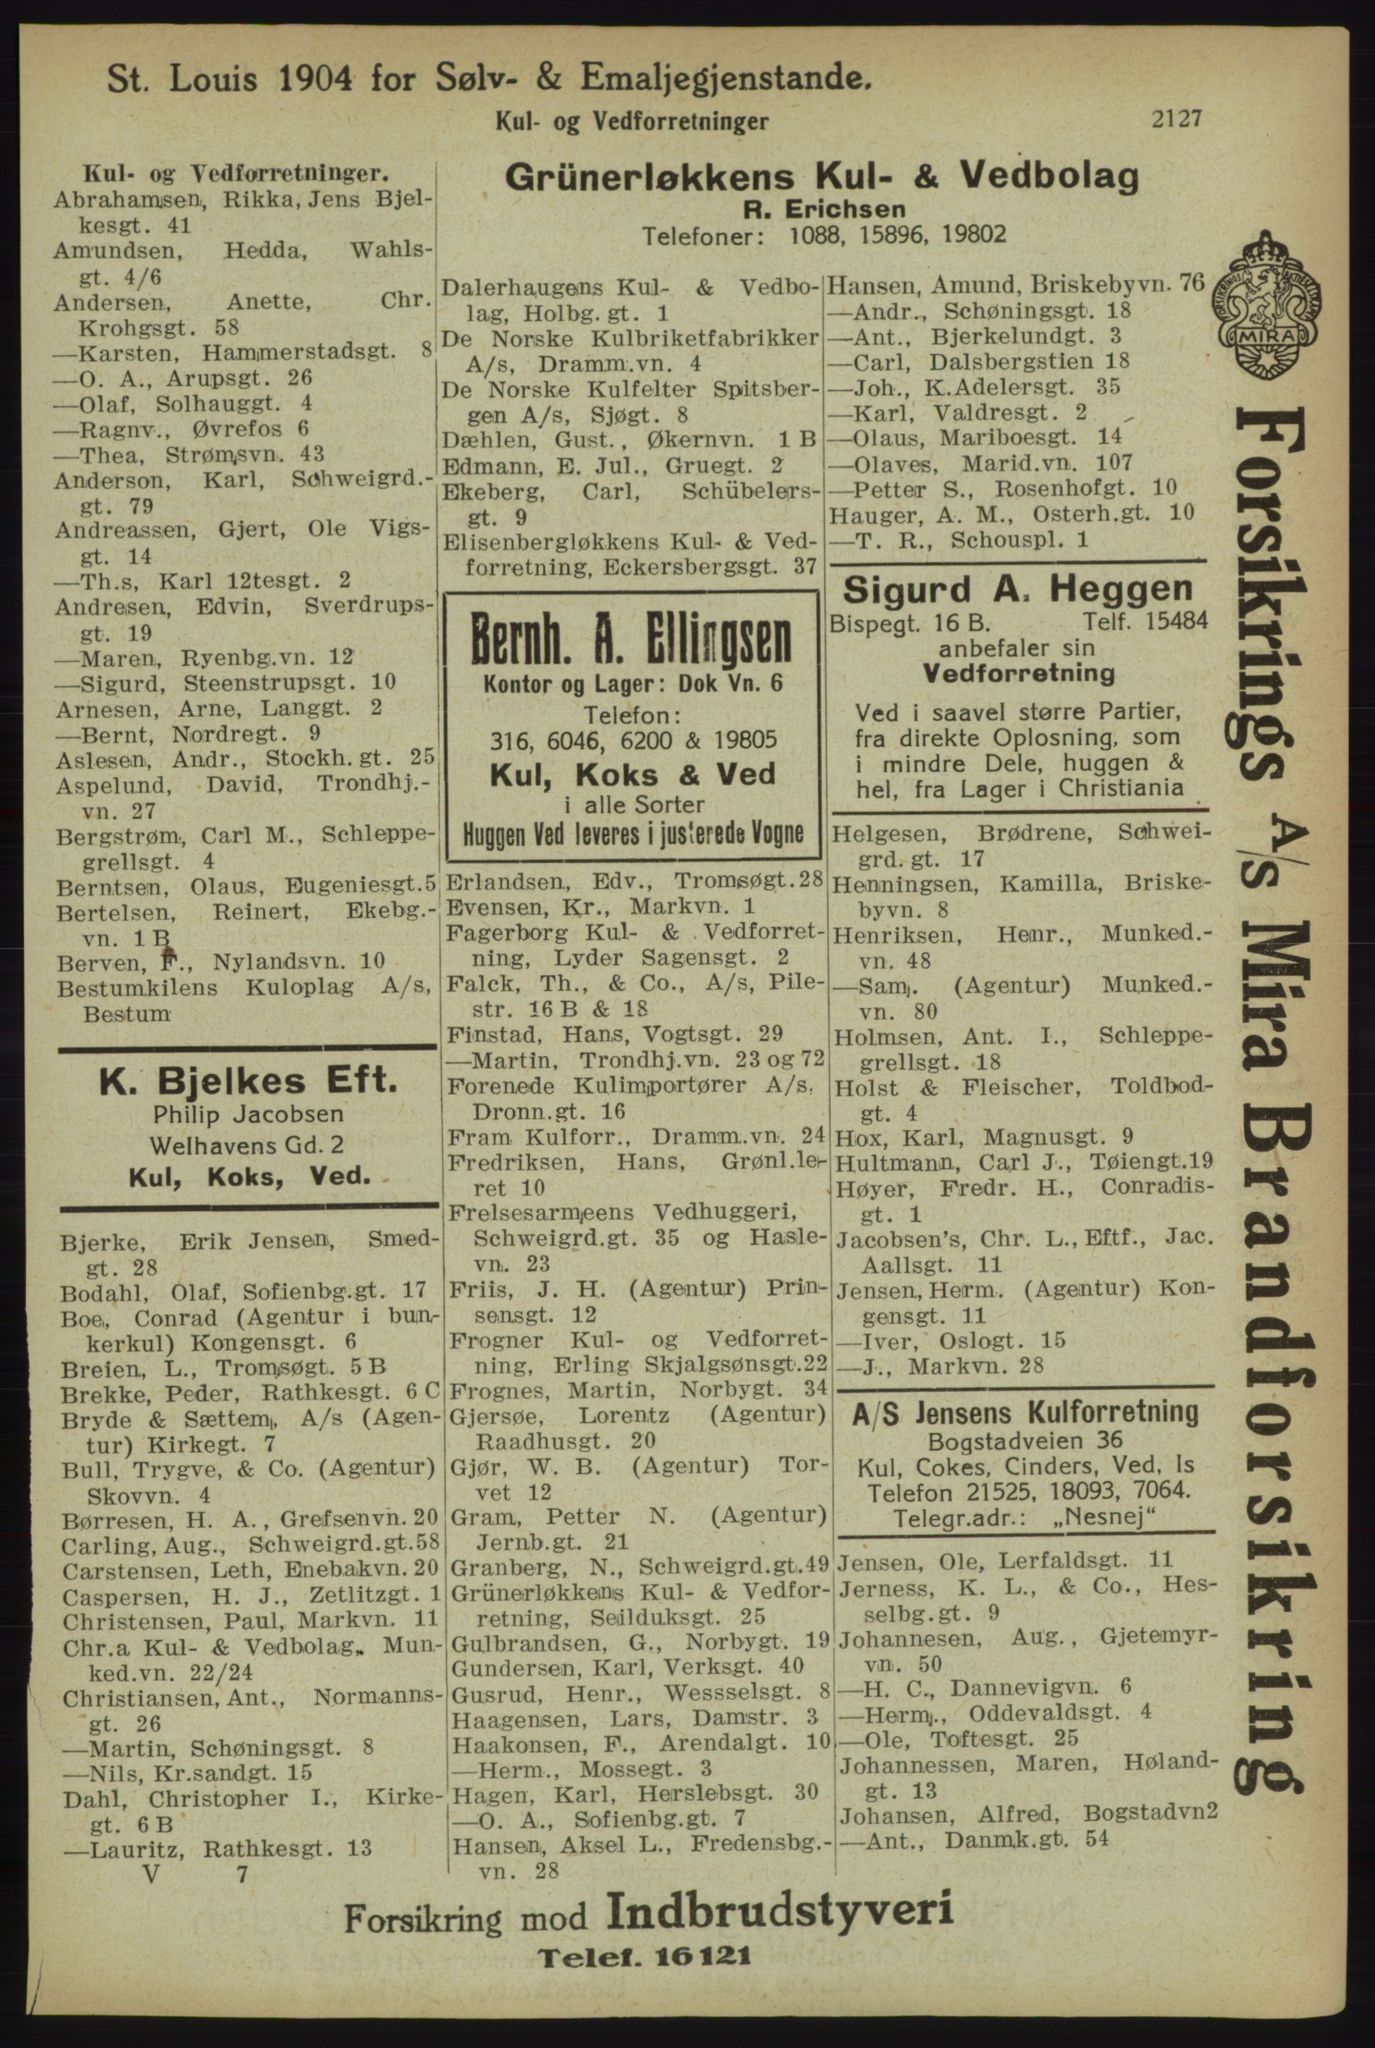 St. Louis 1904 for Sølv- & Emaljegjenstande.
Kul- og Vedforretninger
2127
Kul- og Vedforretninger.
Abrahamsen, Rikka, Jens Bjel-
kesgt. 41
Amundsen, Hedda, Wahls-
gt. 4/6
Andersen, Anette, Chr.
Krohgsgt. 58
—Karsten, Hammerstadsgt. 8
—O. A., Arupsgt. 26
—Olaf, Solhauggt. 4
—Ragnv., Øvrefos 6
—Thea, Strømsvn. 43
Anderson, Karl, Schweigrd.-
gt. 79
Andreassen, Gjert, Ole Vigs-
gt. 14
—Th.s, Karl 12tesgt. 2
Andresen, Edvin, Sverdrups-
gt. 19
—Maren, Ryenbg.vn. 12
—Sigurd, Steenstrupsgt. 10
Arnesen, Arne, Langgt. 2
—Bernt, Nordregt. 9
Aslesen, Andr., Stockh.gt. 25
Aspelund, David, Trondhj.-
vn. 27
Bergstrøm, Carl M., Schleppe-
grellsgt. 4
Berntsen, Olaus, Eugeniesgt.5
Bertelsen, Reinert, Ekebg.-
vn. 1 B
Berven, F., Nylandsvn. 10
Bestumkilens Kuloplag A/s,
Bestum
K. Bjelkes Eft.
Philip Jacobsen
Welhavens Gd. 2
Kul, Koks, Ved.
Bjerke, Erik Jensen, Smed-
gt. 28
Bodahl, Olaf, Sofienbg.gt. 17
Boe, Conrad (Agentur i bun-
kerkul) Kongensgt. 6
Breien, L., Tromsøgt. 5 B
Brekke, Peder, Rathkesgt. 6 C
Bryde & Sættem, A/s (Agen-
tur) Kirkegt. 7
Bull, Trygve, & Co. (Agentur)
Skovvn. 4
Børresen, H. A., Grefsenvn. 20
Carling, Aug., Schweigrd.gt.58
Carstensen, Leth, Enebakvn. 20
Caspersen, H. J., Zetlitzgt. 1
Christensen, Paul, Markvn. 11
Chr.a Kul- & Vedbolag, Mun-
ked.vn. 22/24
Christiansen, Ant., Normanns-
gt. 26
—Martin, Schøningsgt. 8
—Nils, Kr.sandgt. 15
Dahl, Christopher I., Kirke-
gt. 6 B
—Lauritz, Rathkesgt. 13
V 7
Grünerløkkens Kul- & Vedbolag
R. Erichsen
Telefoner: 1088, 15896, 19802
Dalerhaugens Kul- & Vedbo-
lag, Holbg.gt. 1
De Norske Kulbriketfabrikker
A/s, Dramm.vn. 4
De Norske Kulfelter Spitsber-
gen A/s, Sjøgt. 8
Dæhlen, Gust., Økernvn. 1 B
Edmann, E. Jul., Gruegt. 2
Ekeberg, Carl, Schübelers-
gt. 9
Elisenbergløkkens Kul- & Ved-
forretning, Eckersbergsgt. 37
Bernh. A. Ellingsen
Kontor og Lager: Dok Vn. 6
Telefon:
316, 6046, 6200 & 19805
Kul, Koks & Ved
i alle Sorter
Huggen Ved leveres i justerede Vogne
Erlandsen, Edv., Tromsøgt. 28
Evensen, Kr., Markvn. 1
Fagerborg Kul- & Vedforret-
ning, Lyder Sagensgt. 2
Falck, Th., & Co., A/s, Pile-
str. 16 B & 18
Finstad, Hans, Vogtsgt. 29
—Martin, Trondhj.vn. 23 og 72
Forenede Kulimportører A/s,
Dronn.gt. 16
Fram Kulforr., Dramm.vn. 24
Fredriksen, Hans, Grønl.le-
ret 10
Frelsesarmeens Vedhuggeri,
Schweigrd.gt. 35 og Hasle-
vn. 23
Friis, J. H. (Agentur) Prin-
sensgt. 12
Frogner Kul- og Vedforret-
ning, Erling Skjalgsønsgt.22
Frognes, Martin, Norbygt. 34
Gjersøe, Lorentz (Agentur)
Raadhusgt. 20
Gjør, W. B. (Agentur) Tor-
vet 12
Gram, Petter N. (Agentur)
Jernb.gt. 21
Granberg, N., Schweigrd.gt.49
Grünerløkkens Kul- & Vedfor-
retning, Seilduksgt. 25
Gulbrandsen, G., Norbygt. 19
Gundersen, Karl, Verksgt. 40
Gusrud, Henr., Wessselsgt. 8
Haagensen, Lars, Damstr. 3
Haakonsen, F., Arendalgt. 10
—Herm., Mossegt. 3
Hagen, Karl, Herslebsgt. 30
—O. A., Sofienbg.gt. 7
Hansen, Aksel L., Fredensbg.-
vn. 28
Hansen, Amund, Briskebyvn. 76
—Andr., Schøningsgt. 18
—Ant., Bjerkelundgt. 3
—Carl, Dalsbergstien 18
—Joh., K.Adelersgt. 35
—Karl, Valdresgt. 2
—Olaus, Mariboesgt. 14
—Olaves, Marid.vn. 107
—Petter S., Rosenhofgt. 10
Hauger, A. M., Osterh.gt. 10
—T. R., Schouspl. 1
Sigurd A. Heggen
Bispegt. 16 B. Telf. 15484
anbefaler sin
Vedforretning
Ved i saavel større Partier,
fra direkte Oplosning, som
i mindre Dele, huggen &
hel, fra Lager i Christiania
Helgesen, Brødrene, Schwei-
grd.gt. 17
Henningsen, Kamilla, Briske-
byvn. 8
Henriksen, Henr., Munked.-
vn. 48
—Sam. (Agentur) Munked.-
vn. 80
Holmsen, Ant. I., Schleppe-
grellsgt. 18
Holst & Fleischer, Toldbod-
gt. 4
Hox, Karl, Magnusgt. 9
Hultmann, Carl J., Tøiengt.19
Høyer, Fredr. H., Conradis-
gt. 1
Jacobsen's, Chr. L., Eftf., Jac.
Aallsgt. 11
Jensen, Herm. (Agentur) Kon-
gensgt. 11
—Iver, Oslogt. 15
—J., Markvn. 28
A/S Jensens Kulforretning
Bogstadveien 36
Kul, Cokes, Cinders, Ved, Is
Telefon 21525, 18093, 7064.
Telegr.adr.: „Nesnej“
Jensen, Ole, Lerfaldsgt. 11
Jerness, K. L., & Co., Hes-
selbg.gt. 9
Johannesen, Aug., Gjetemyr-
vn. 50
—H. C., Dannevigvn. 6
—Herm., Oddevaldsgt. 4
—Ole, Toftesgt. 25
Johannessen, Maren, Høland-
gt. 13
Johansen, Alfred, Bogstadvn2
—Ant., Danmk.gt. 54
MIRA
Forsikrings A/s Mira Brandforsikring
Forsikring mod Indbrudstyveri
Telef. 16121